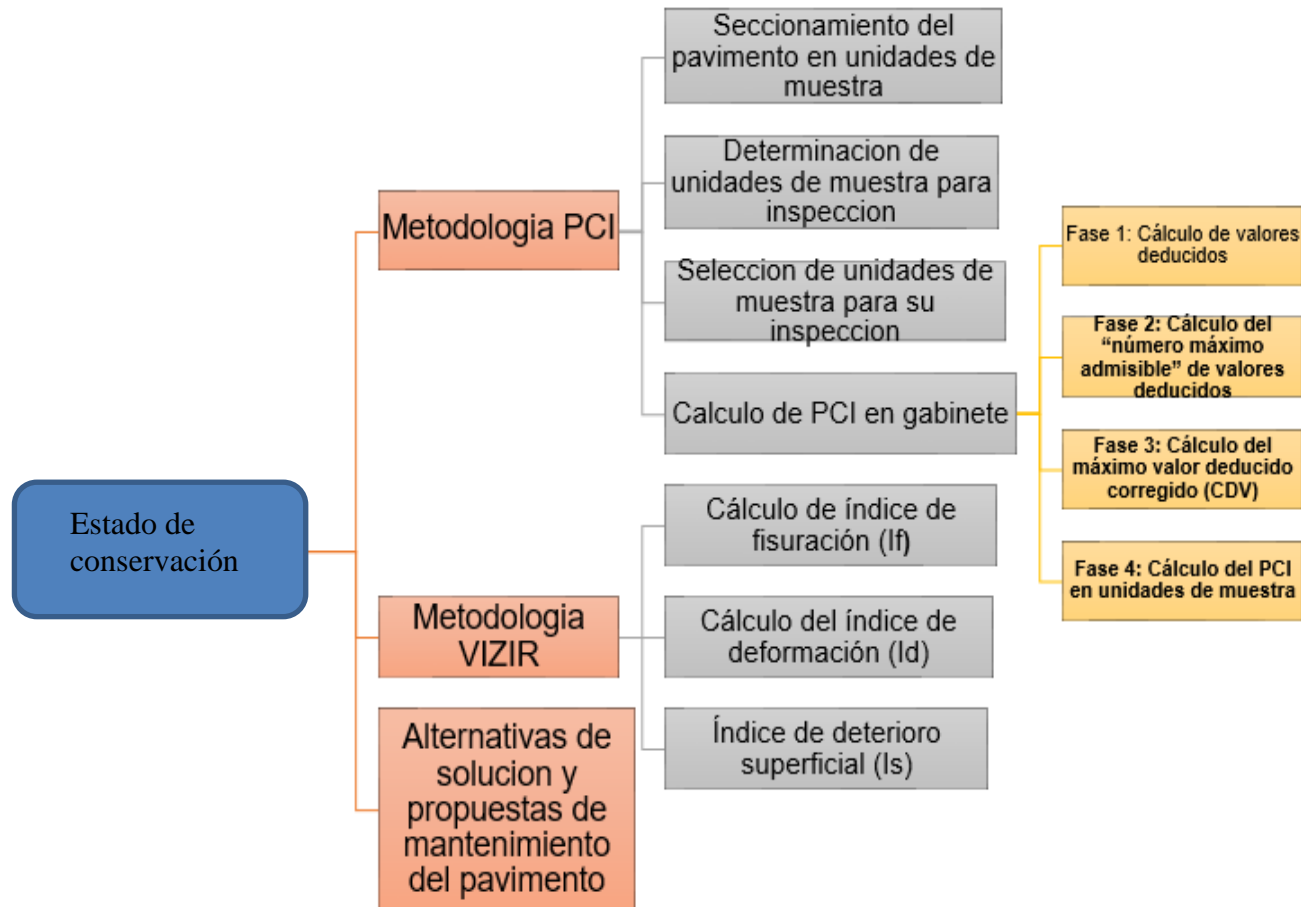 Estado de
conservación
Metodologia PCI
Seccionamiento del
pavimento en unidades de
muestra
Determinacion de
unidades de muestra para
inspeccion
Seleccion de unidades de
muestra para su
inspeccion
Calculo de PCI en gabinete
Fase 1: Cálculo de valores
deducidos
Fase 2: Cálculo del
“número máximo
admisible” de valores
deducidos
Fase 3: Cálculo del
máximo valor deducido
corregido (CDV)
Fase 4: Cálculo del PCI
en unidades de muestra
Metodologia
VIZIR
Cálculo de índice de
fisuración (If)
Cálculo del índice de
deformación (Id)
Índice de deterioro
superficial (Is)
Alternativas de
solucion y
propuestas de
mantenimiento
del pavimento